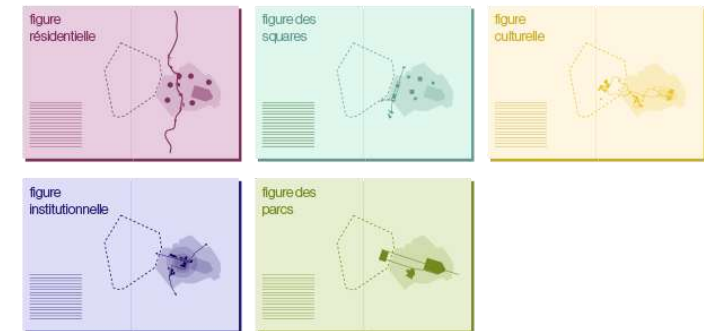 figure
résidentielle
figure des
squares
figure
culturelle
figure
institutionnelle
figure des
parcs